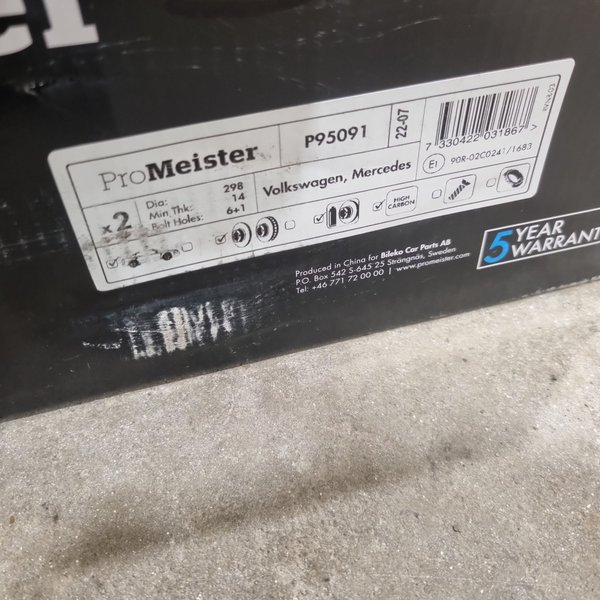 er
ProMeister
P95091
22-07
7 330422 031867 >
E1 90R-02C0241/1683
x2
Dia: 298
Min Thk: 14
Bolt Holes: 6+1
Volkswagen, Mercedes
HIGH CARBON
Produced in China for Bileko Car Parts AB
P.O. Box 542 S-645 25 Strängnäs, Sweden
Tel: +46 771 72 00 00 | www.promeister.com
5 YEAR
WARRANT